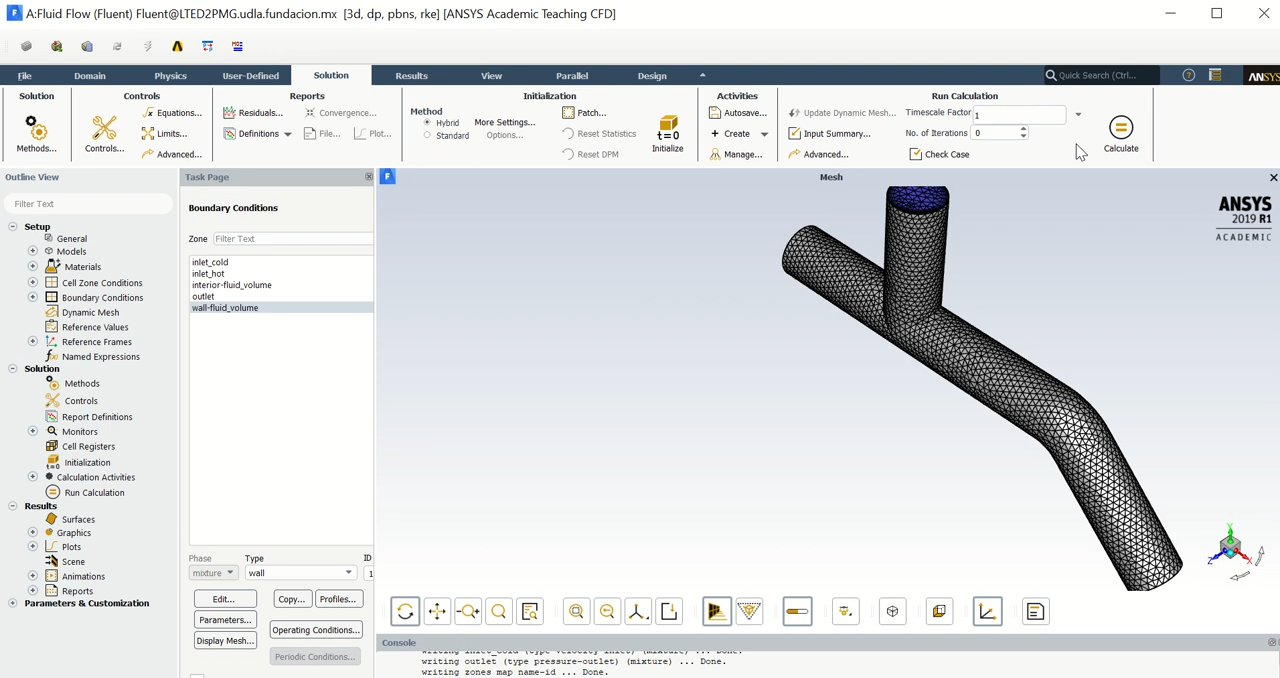 A:Fluid Flow (Fluent) Fluent@LTED2PMG.udla.fundacion.mx [3d, dp, pbns, rke] [ANSYS Academic Teaching CFD]
File Domain Physics User-Defined Solution Results View Parallel Design Quick Search (Ctrl... ANSYS
Solution Controls Reports Initialization Activities Run Calculation
Methods...
Controls...
Equations...
Limits...
Advanced...
Residuals... Convergence...
Definitions File... Plot...
Method
Hybrid
Standard
More Settings...
Options...
Patch...
Reset Statistics
Reset DPM
t=0
Initialize
Autosave...
Create
Manage...
Update Dynamic Mesh... Timescale Factor 1
Input Summary... No. of Iterations 0
Advanced... Check Case
Calculate
Outline View
Filter Text
Setup
General
Models
Materials
Cell Zone Conditions
Boundary Conditions
Dynamic Mesh
Reference Values
Reference Frames
Named Expressions
Solution
Methods
Controls
Report Definitions
Monitors
Cell Registers
Initialization
Calculation Activities
Run Calculation
Results
Surfaces
Graphics
Plots
Scene
Animations
Reports
Parameters & Customization
Task Page
Boundary Conditions
Zone Filter Text
inlet_cold
inlet_hot
interior-fluid_volume
outlet
wall-fluid_volume
Phase Type ID
mixture wall 1
Edit... Copy... Profiles...
Parameters... Operating Conditions...
Display Mesh...
Periodic Conditions...
Mesh
ANSYS
2019 R1
ACADEMIC
Y
Z X
Console
writing outlet (type pressure-outlet) (mixture) ... Done.
writing zones map name-id ... Done.